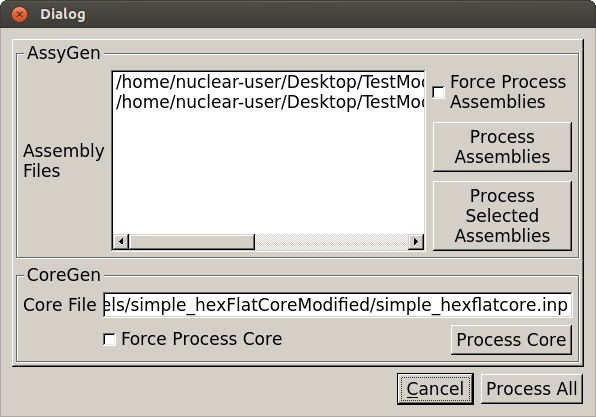 Dialog
AssyGen
/home/nuclear-user/Desktop/TestMod
/home/nuclear-user/Desktop/TestMod
Assembly
Files
Force Process
Assemblies
Process
Assemblies
Process
Selected
Assemblies
CoreGen
Core File
els/simple_hexFlatCoreModified/simple_hexflatcore.inp
Force Process Core
Process Core
Cancel
Process All